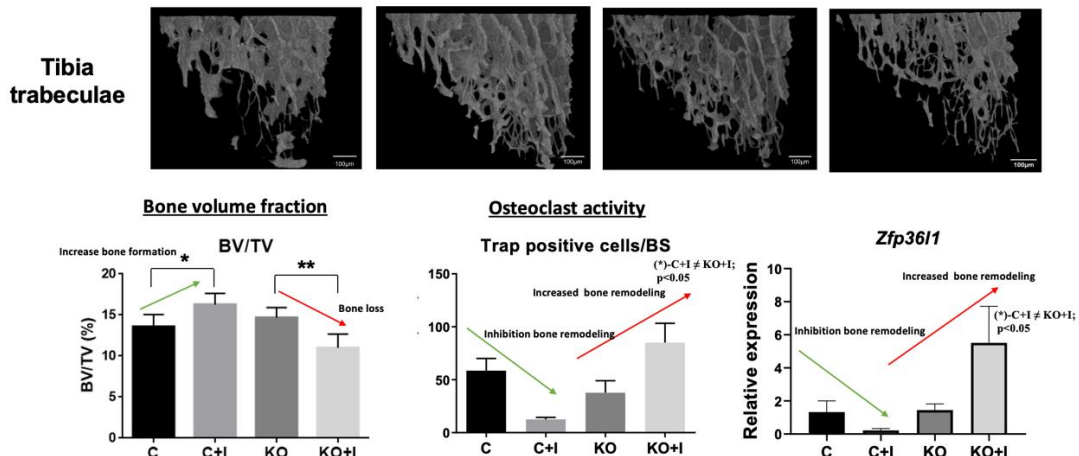 Tibia
trabeculae
100µm
100µm
100µm
100µm
Bone volume fraction
BV/TV
Increase bone formation
*
**
Bone loss
BV/TV (%)
20
15
10
5
0
C
C+I
KO
KO+I
Osteoclast activity
Trap positive cells/BS
(*)-C+I ≠ KO+I;
p<0.05
Increased bone remodeling
Inhibition bone remodeling
150
100
50
0
C
C+I
KO
KO+I
Zfp36l1
Increased bone remodeling
(*)-C+I ≠ KO+I;
p<0.05
Inhibition bone remodeling
Relative expression
10
8
6
4
2
0
C
C+I
KO
KO+I